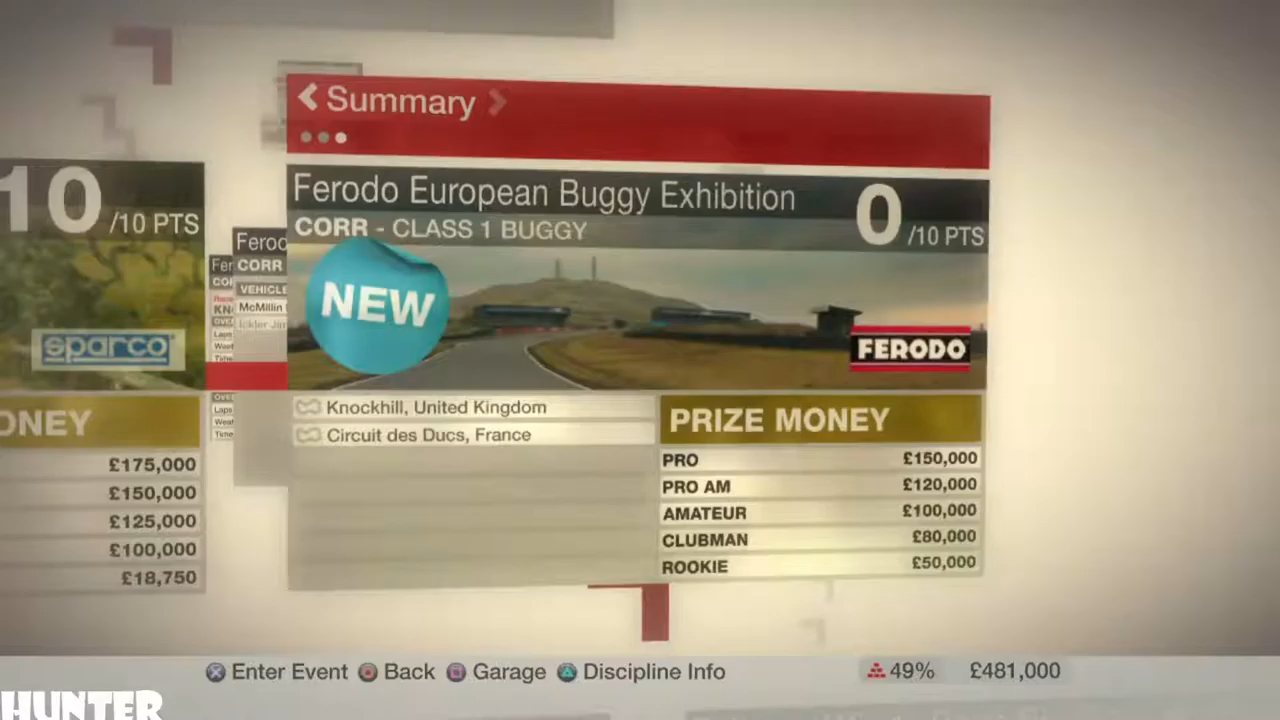 Summary
10 /10 PTS
sparco
£175,000
£150,000
£125,000
£100,000
£18,750
CORR
McMillin
Ferodo European Buggy Exhibition
0 /10 PTS
CORR - CLASS 1 BUGGY
NEW
FERODO
Knockhill, United Kingdom
Circuit des Ducs, France
PRIZE MONEY
PRO £150,000
PRO AM £120,000
AMATEUR £100,000
CLUBMAN £80,000
ROOKIE £50,000
Enter Event Back Garage Discipline Info 49% £481,000
HUNTER